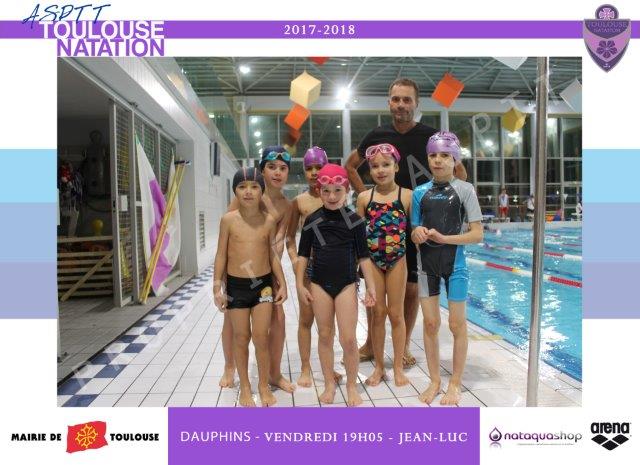 ASPTT
TOULOUSE
NATATION
2017-2018
TOULOUSE
NATATION
MAIRIE DE TOULOUSE
DAUPHINS - VENDREDI 19H05 - JEAN-LUC
nataquashop
arena